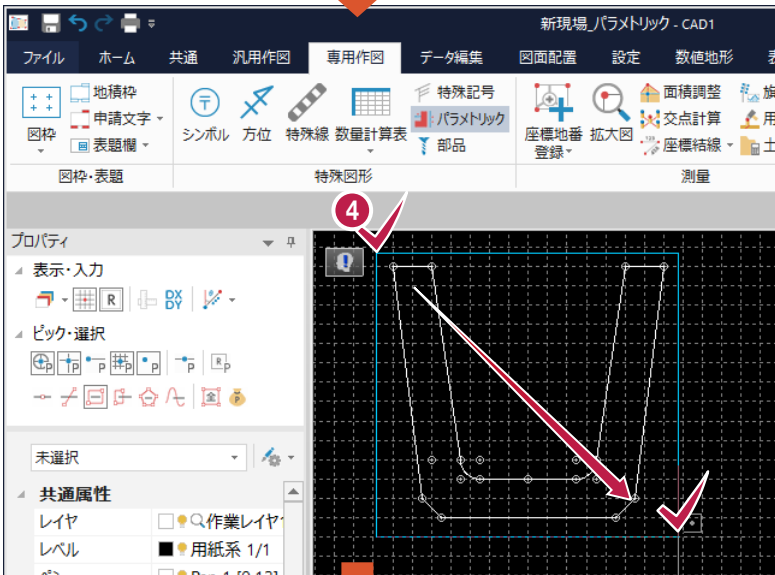 新現場_パラメトリック - CAD1
ファイル ホーム 共通 汎用作図 専用作図 データ編集 図面配置 設定 数値地形
図枠 地積枠 申請文字 表題欄
シンボル 方位 特殊線 数量計算表 特殊記号 パラメトリック 部品
座標地番登録 拡大図 面積調整 交点計算 座標結線
図枠・表題 特殊図形 測量
4
プロパティ
表示・入力
R DX DY
ピック・選択
P P P P P P R P
全 P
未選択
共通属性
レイヤ 作業レイヤ
レベル 用紙系 1/1